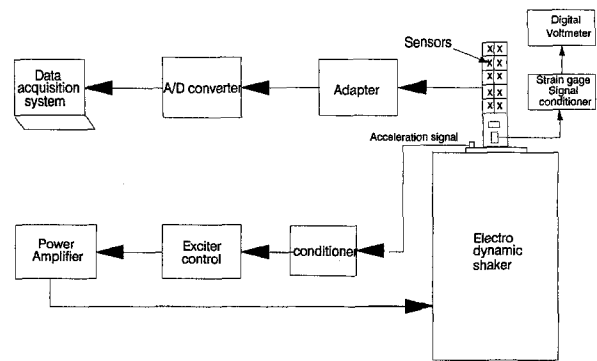 Digital
Voltmeter
Sensors
X X
X X
X X
X X
X X
Data
acquisition
system
A/D converter
Adapter
Strain gage
Signal
conditioner
Acceleration signal
Power
Amplifier
Exciter
control
conditioner
Electro
dynamic
shaker